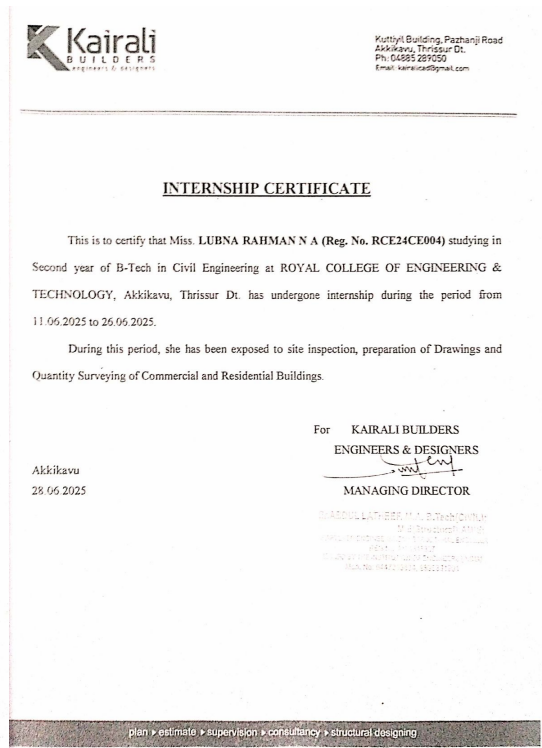 Kairali
BUILDERS
engineers & designers
Kuttiyil Building, Pazhanji Road
Akkikavu, Thrissur Dt.
Ph: 04885 289050
Email: kairalicad@gmail.com
INTERNSHIP CERTIFICATE
This is to certify that Miss. LUBNA RAHMAN N A (Reg. No. RCE24CE004) studying in
Second year of B-Tech in Civil Engineering at ROYAL COLLEGE OF ENGINEERING &
TECHNOLOGY, Akkikavu, Thrissur Dt. has undergone internship during the period from
11.06.2025 to 26.06.2025.
During this period, she has been exposed to site inspection, preparation of Drawings and
Quantity Surveying of Commercial and Residential Buildings.
For KAIRALI BUILDERS
ENGINEERS & DESIGNERS
Akkikavu
28.06.2025
MANAGING DIRECTOR
plan ▸ estimate ▸ supervision ▸ consultancy ▸ structural designing